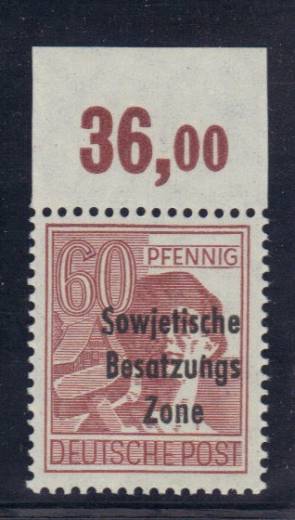 36,00
60 PFENNIG
Sowjetische
Besatzungs
Zone
DEUTSCHE POST